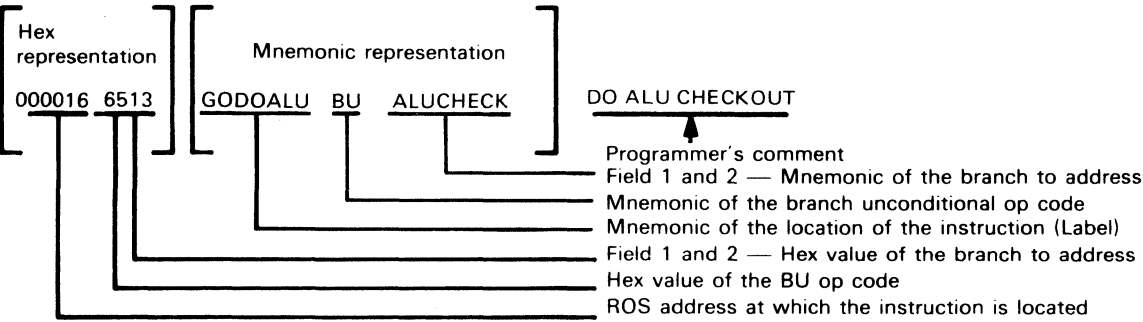 Hex
representation
Mnemonic representation
000016 6513 GODOALU BU ALUCHECK DO ALU CHECKOUT
Programmer's comment
Field 1 and 2 — Mnemonic of the branch to address
Mnemonic of the branch unconditional op code
Mnemonic of the location of the instruction (Label)
Field 1 and 2 — Hex value of the branch to address
Hex value of the BU op code
ROS address at which the instruction is located